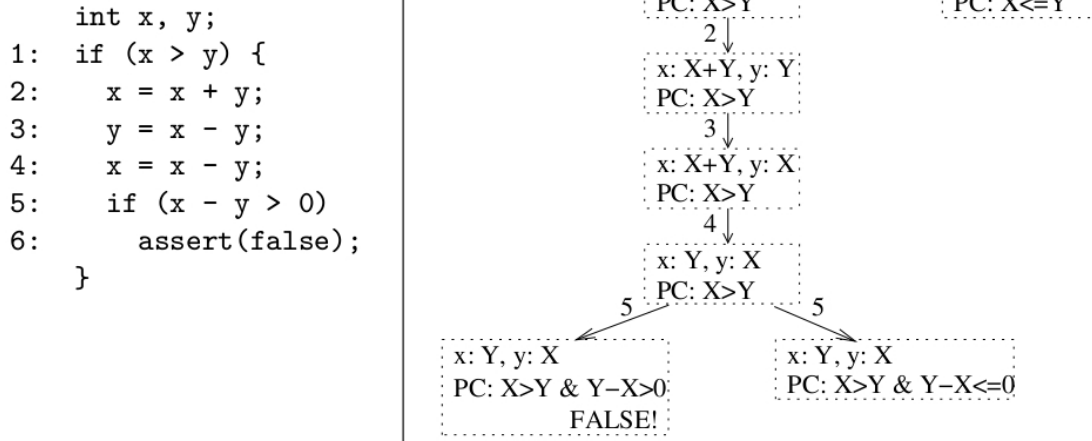 int x, y;
1: if (x > y) {
2: x = x + y;
3: y = x - y;
4: x = x - y;
5: if (x - y > 0)
6: assert(false);
}
PC: X>Y
PC: X<=Y
2
x: X+Y, y: Y
PC: X>Y
3
x: X+Y, y: X
PC: X>Y
4
x: Y, y: X
PC: X>Y
5
5
x: Y, y: X
PC: X>Y & Y−X>0
FALSE!
x: Y, y: X
PC: X>Y & Y−X<=0